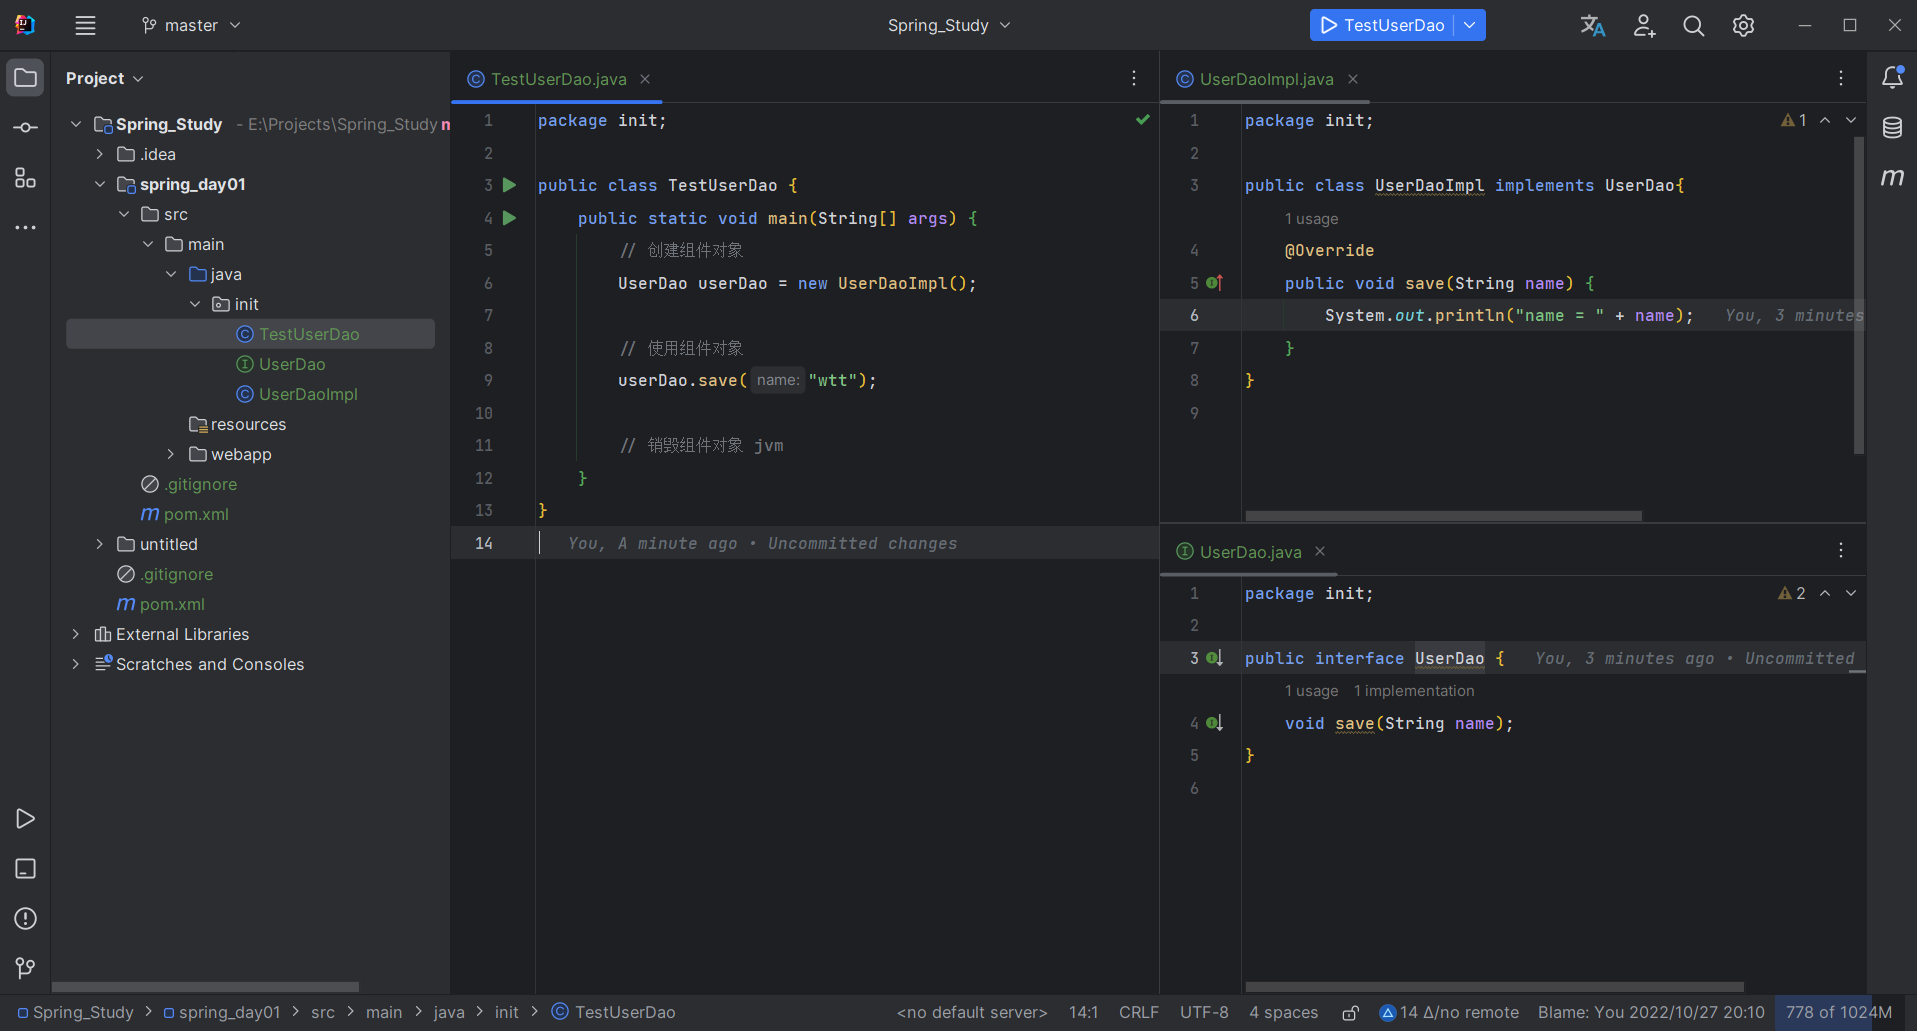 master
Spring_Study
TestUserDao
Project
Spring_Study - E:\Projects\Spring_Study
.idea
spring_day01
src
main
java
init
TestUserDao
UserDao
UserDaoImpl
resources
webapp
.gitignore
pom.xml
untitled
.gitignore
pom.xml
External Libraries
Scratches and Consoles
TestUserDao.java
1 package init;
2
3 public class TestUserDao {
4 public static void main(String[] args) {
5 // 创建组件对象
6 UserDao userDao = new UserDaoImpl();
7
8 // 使用组件对象
9 userDao.save( name: "wtt");
10
11 // 销毁组件对象 jvm
12 }
13 }
14 You, A minute ago • Uncommitted changes
UserDaoImpl.java
1 package init; 1
2
3 public class UserDaoImpl implements UserDao{
1 usage
4 @Override
5 public void save(String name) {
6 System.out.println("name = " + name); You, 3 minutes
7 }
8 }
9
UserDao.java
1 package init; 2
2
3 public interface UserDao { You, 3 minutes ago • Uncommitted
1 usage 1 implementation
4 void save(String name);
5 }
6
Spring_Study > spring_day01 > src > main > java > init > TestUserDao
<no default server> 14:1 CRLF UTF-8 4 spaces 14 Δ/no remote Blame: You 2022/10/27 20:10 778 of 1024M